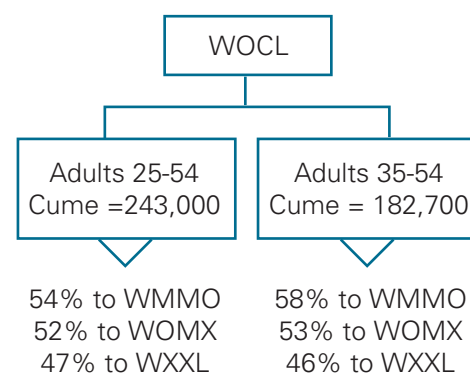 WOCL
Adults 25-54
Cume =243,000
54% to WMMO
52% to WOMX
47% to WXXL
Adults 35-54
Cume = 182,700
58% to WMMO
53% to WOMX
46% to WXXL